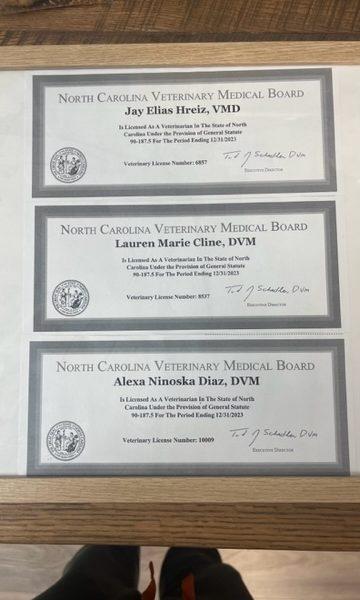 NORTH CAROLINA VETERINARY MEDICAL BOARD
Jay Elias Hreiz, VMD
Is Licensed As A Veterinarian In The State of North
Carolina Under the Provision of General Statute
90-187.5 For The Period Ending 12/31/2023
Veterinary License Number: 6857
EXECUTIVE DIRECTOR
NORTH CAROLINA VETERINARY MEDICAL BOARD
Lauren Marie Cline, DVM
Is Licensed As A Veterinarian In The State of North
Carolina Under the Provision of General Statute
90-187.5 For The Period Ending 12/31/2023
Veterinary License Number: 8537
EXECUTIVE DIRECTOR
NORTH CAROLINA VETERINARY MEDICAL BOARD
Alexa Ninoska Diaz, DVM
Is Licensed As A Veterinarian In The State of North
Carolina Under the Provision of General Statute
90-187.5 For The Period Ending 12/31/2023
Veterinary License Number: 10009
EXECUTIVE DIRECTOR